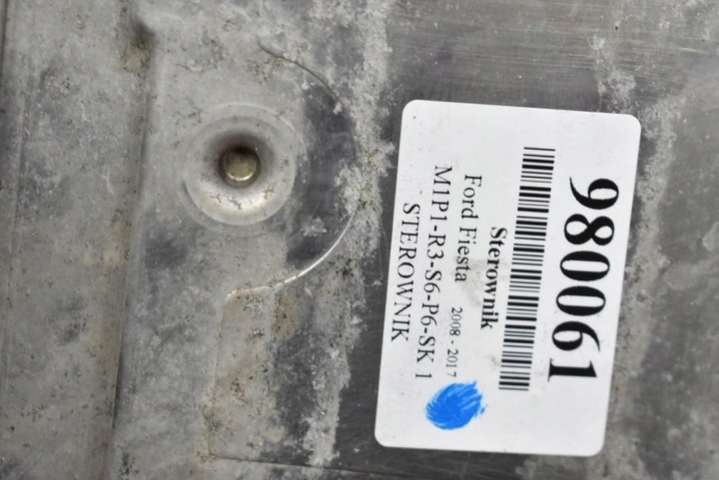 980061
Sterownik
Ford Fiesta 2008 - 2017
M1P1-R3-S6-P6-SK 1
STEROWNIK